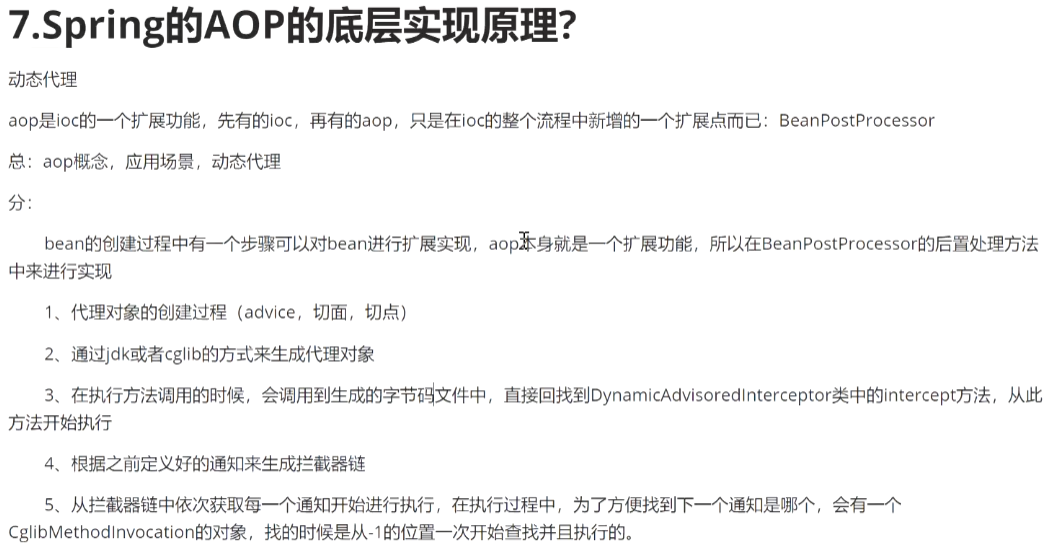 7.Spring的AOP的底层实现原理?
动态代理
aop是ioc的一个扩展功能，先有的ioc，再有的aop，只是在ioc的整个流程中新增的一个扩展点而已：BeanPostProcessor
总：aop概念，应用场景，动态代理
分：
bean的创建过程中有一个步骤可以对bean进行扩展实现，aop本身就是一个扩展功能，所以在BeanPostProcessor的后置处理方法
中来进行实现
1、代理对象的创建过程（advice，切面，切点）
2、通过jdk或者cglib的方式来生成代理对象
3、在执行方法调用的时候，会调用到生成的字节码文件中，直接回找到DynamicAdvisoredInterceptor类中的intercept方法，从此
方法开始执行
4、根据之前定义好的通知来生成拦截器链
5、从拦截器链中依次获取每一个通知开始进行执行，在执行过程中，为了方便找到下一个通知是哪个，会有一个
CglibMethodInvocation的对象，找的时候是从-1的位置一次开始查找并且执行的。